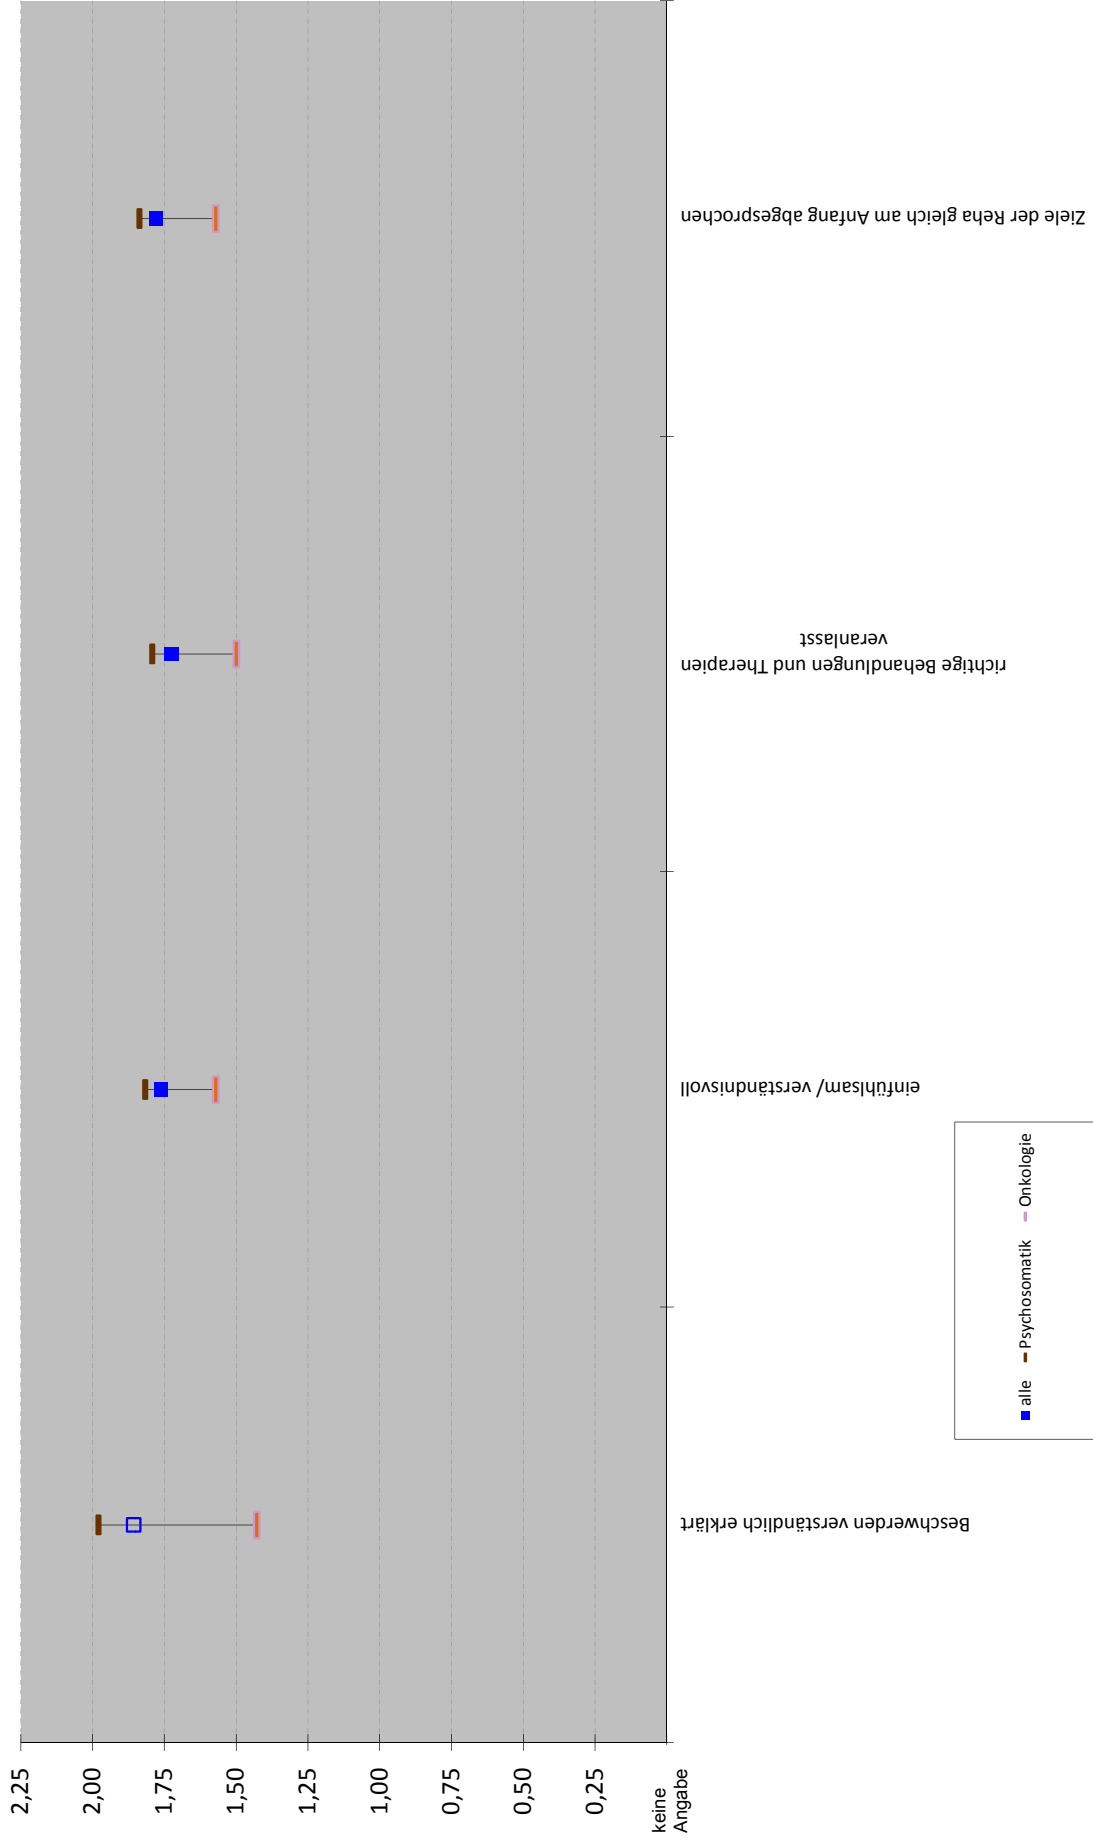 2,25
2,00
1,75
1,50
1,25
1,00
0,75
0,50
0,25
keine
Angabe
Beschwerden verständlich erklärt
einfühlsam/ verständnisvoll
richtige Behandlungen und Therapien
veranlasst
Ziele der Reha gleich am Anfang abgesprochen
alle
Psychosomatik
Onkologie